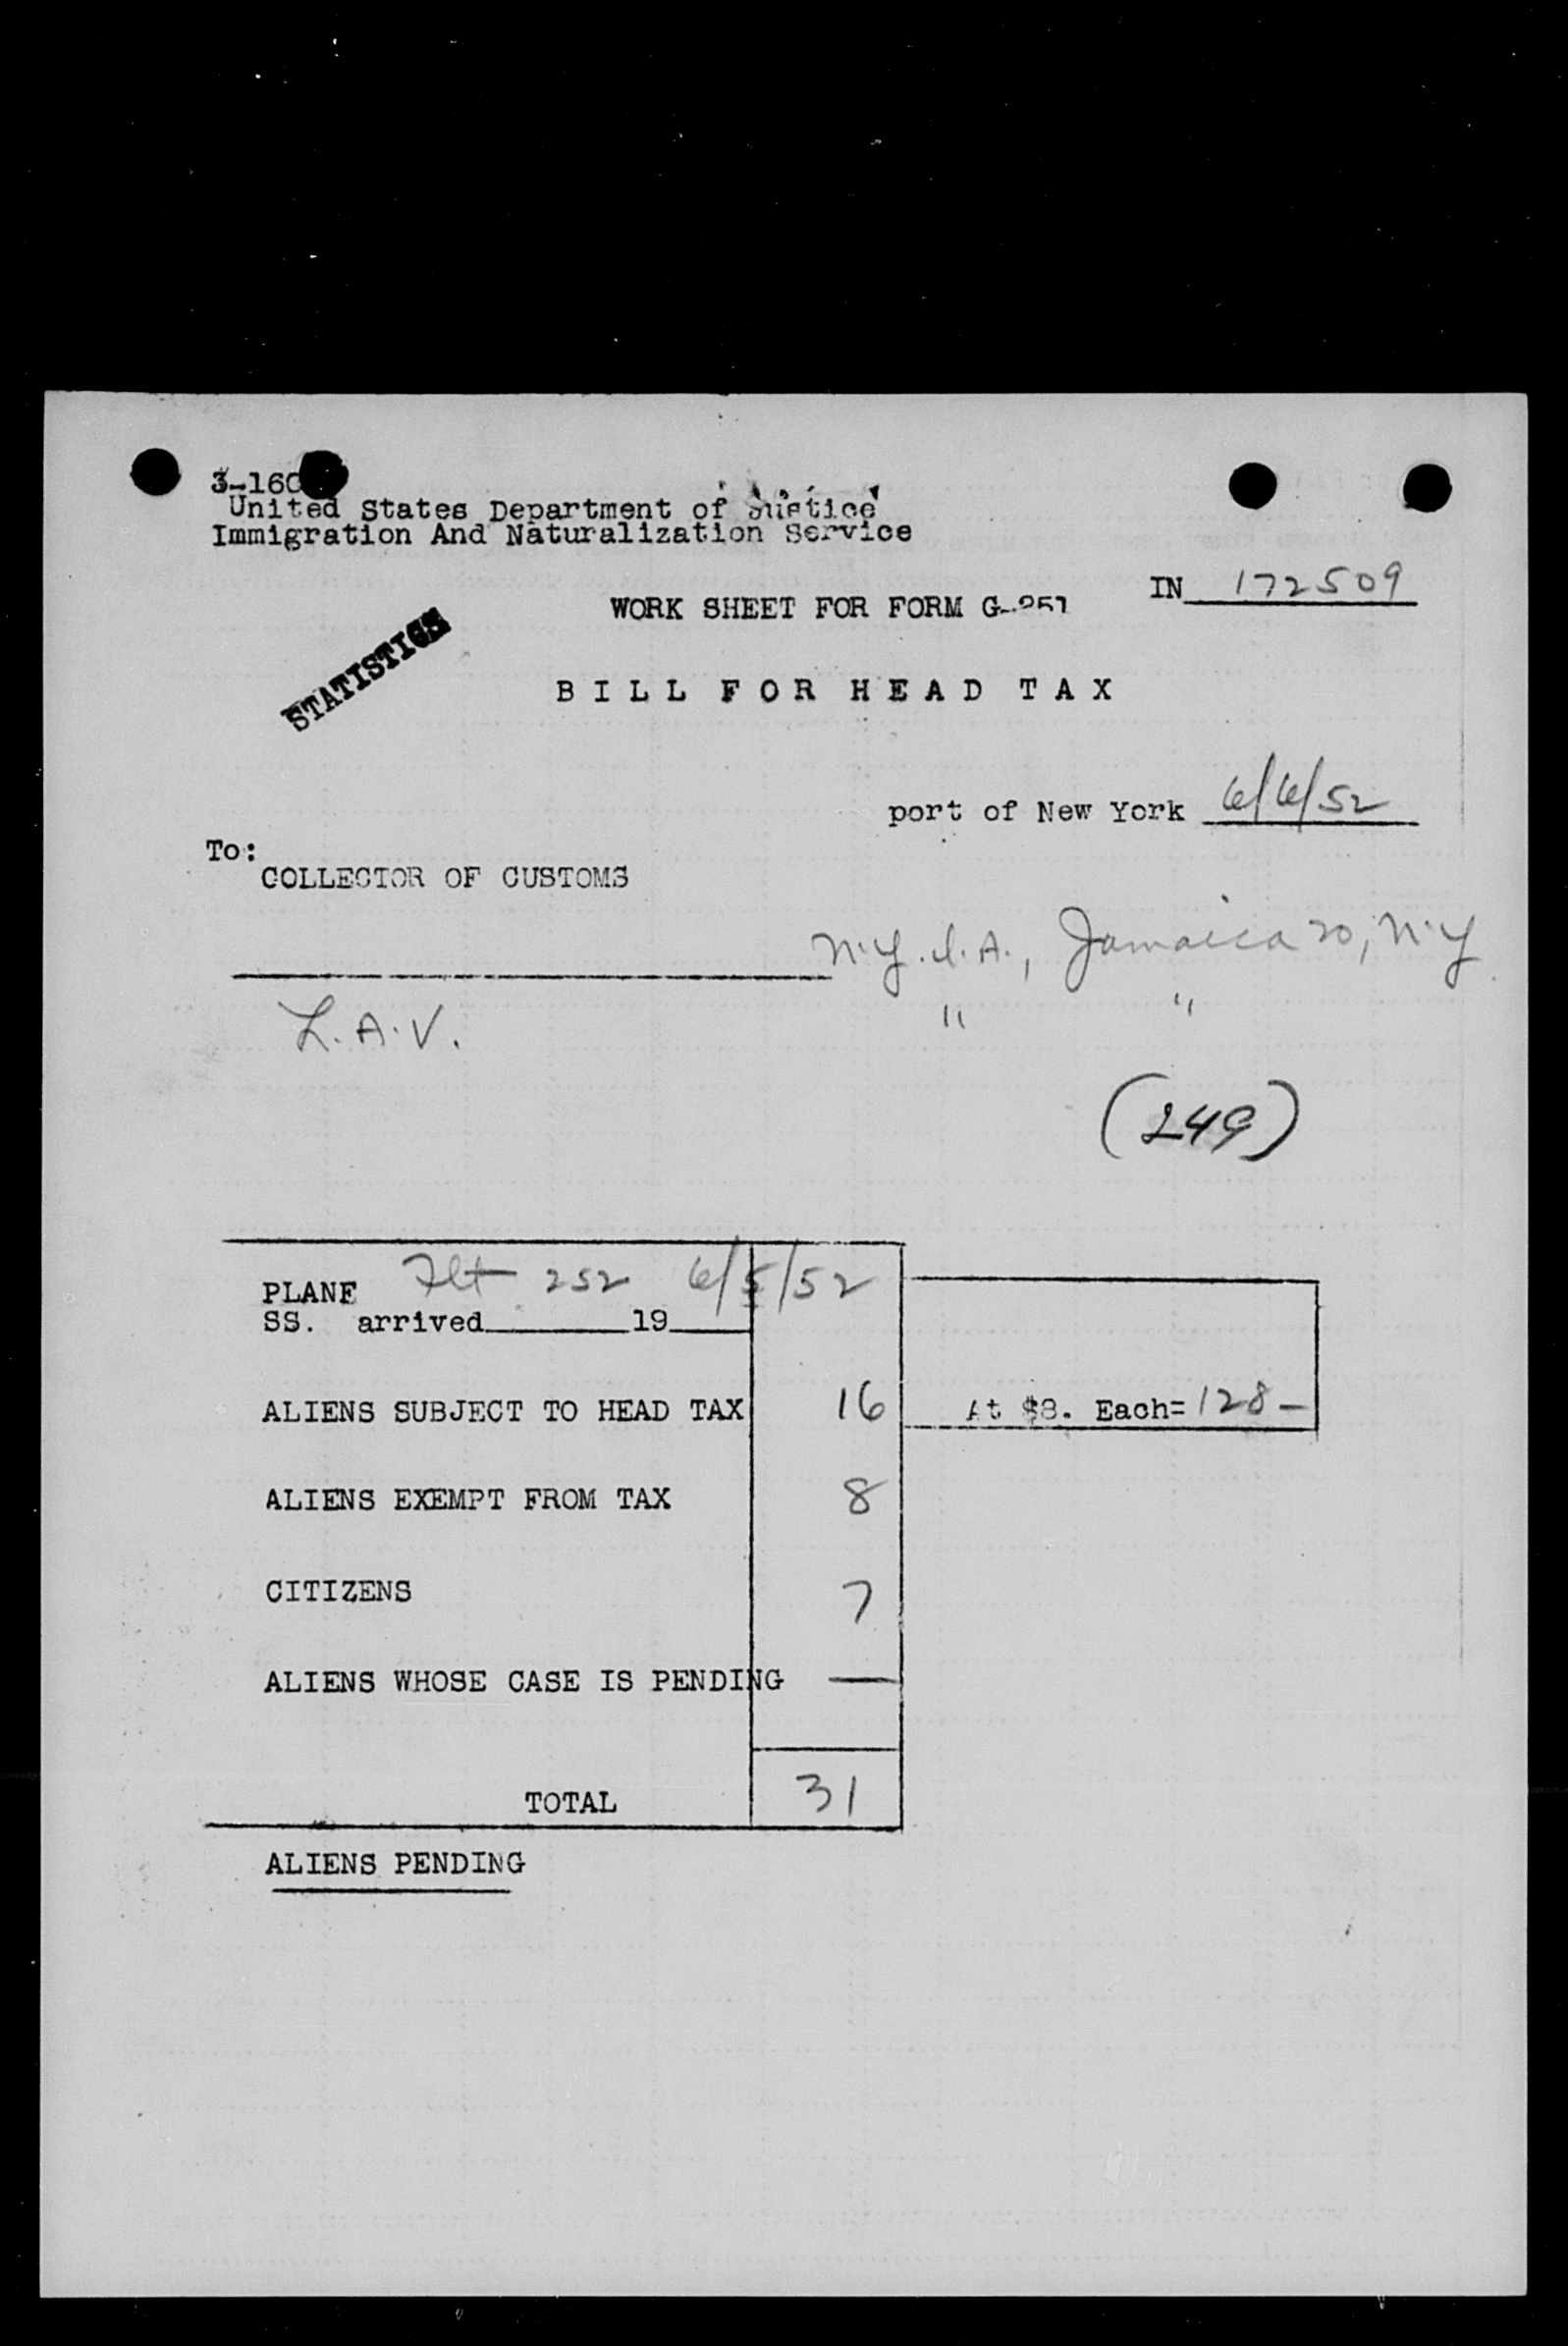 3-160
United States Department of Justice
Immigration And Naturalization Service
IN 172509
WORK SHEET FOR FORM G-251
STATISTICS
BILL FOR HEAD TAX
port of New York 6/6/52
To:
COLLECTOR OF CUSTOMS
N.Y.I.A., Jamaica 20, N.Y
L.A.V. " "
(249)
PLANE Flt 252 6/5/52
SS. arrived 19
ALIENS SUBJECT TO HEAD TAX 16 At $8. Each= 128 —
ALIENS EXEMPT FROM TAX 8
CITIZENS 7
ALIENS WHOSE CASE IS PENDING —
TOTAL 31
ALIENS PENDING